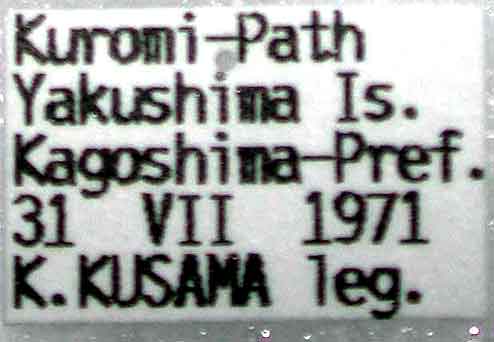 Kuromi-Path
Yakushima Is.
Kagoshima-Pref.
31 VII 1971
K.KUSAMA leg.